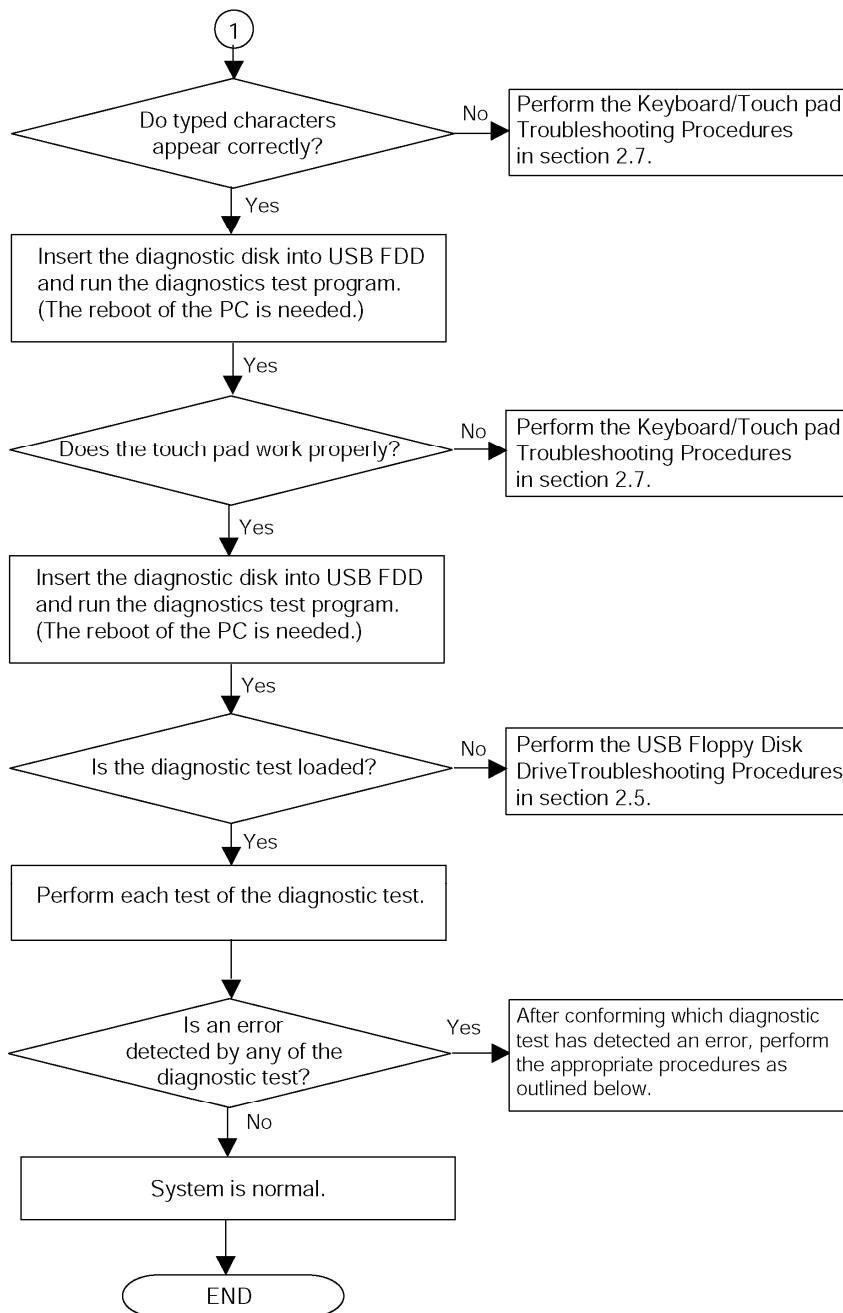 1
Do typed characters
appear correctly?
No
Perform the Keyboard/Touch pad
Troubleshooting Procedures
in section 2.7.
Yes
Insert the diagnostic disk into USB FDD
and run the diagnostics test program.
(The reboot of the PC is needed.)
Yes
Does the touch pad work properly?
No
Perform the Keyboard/Touch pad
Troubleshooting Procedures
in section 2.7.
Yes
Insert the diagnostic disk into USB FDD
and run the diagnostics test program.
(The reboot of the PC is needed.)
Yes
Is the diagnostic test loaded?
No
Perform the USB Floppy Disk
DriveTroubleshooting Procedures
in section 2.5.
Yes
Perform each test of the diagnostic test.
Is an error
detected by any of the
diagnostic test?
Yes
After conforming which diagnostic
test has detected an error, perform
the appropriate procedures as
outlined below.
No
System is normal.
END